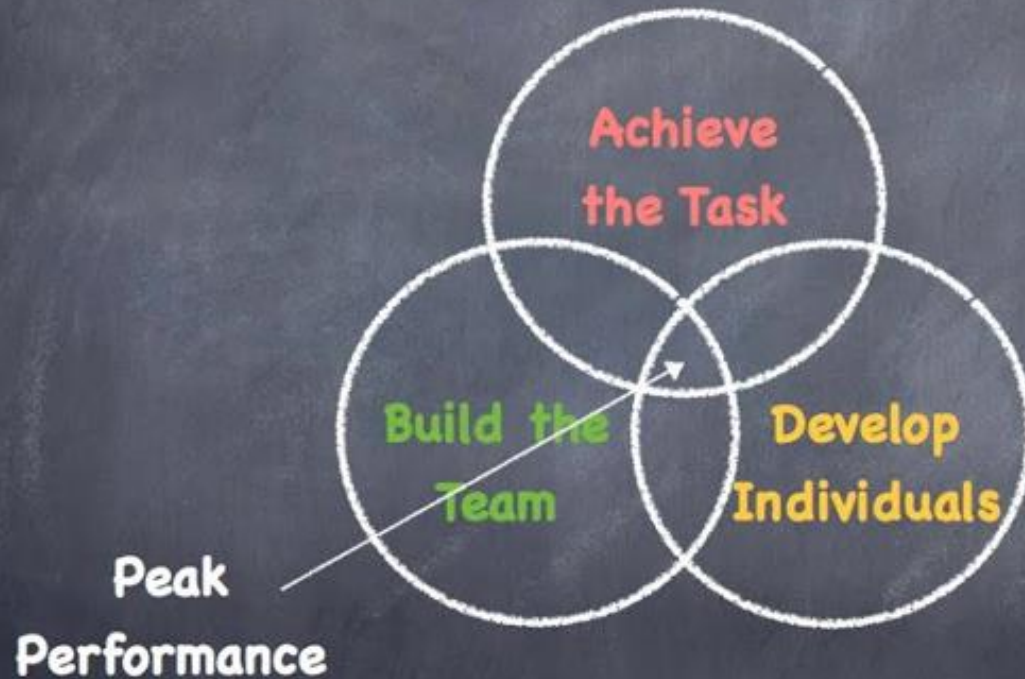 Achieve
the Task
Build the
Team
Develop
Individuals
Peak
Performance